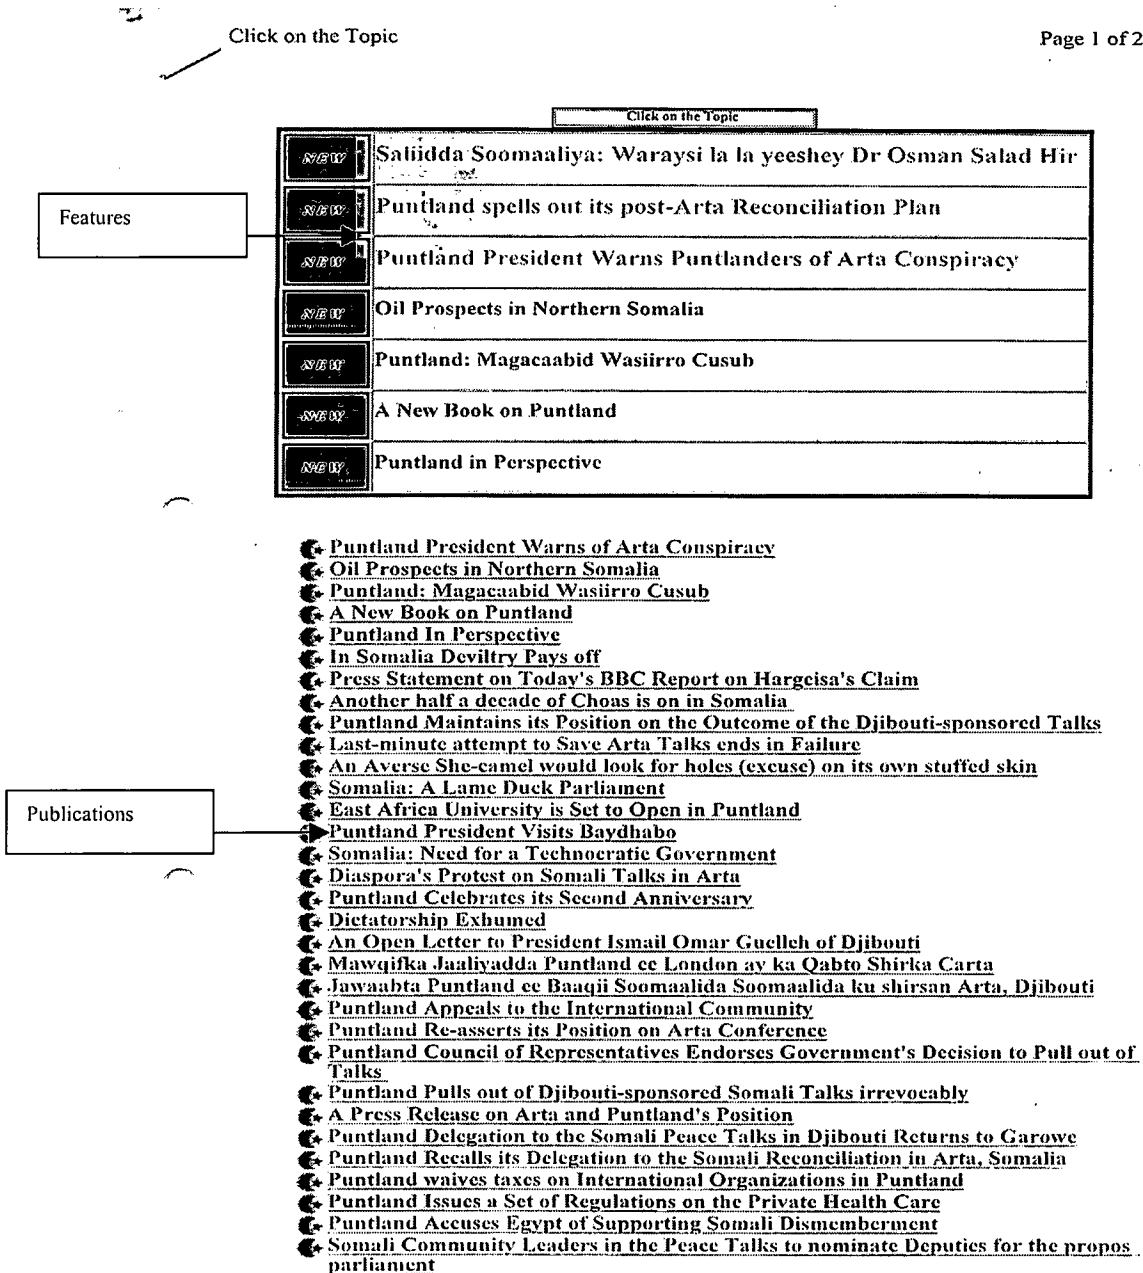 Click on the Topic
Page 1 of 2
Click on the Topic
NEW Saliidda Soomaaliya: Waraysi la la yeeshey Dr Osman Salad Hir
NEW Puntland spells out its post-Arta Reconciliation Plan
Features
NEW Puntland President Warns Puntlanders of Arta Conspiracy
NEW Oil Prospects in Northern Somalia
NEW Puntland: Magacaabid Wasiirro Cusub
NEW A New Book on Puntland
NEW Puntland in Perspective
Puntland President Warns of Arta Conspiracy
Oil Prospects in Northern Somalia
Puntland: Magacaabid Wasiirro Cusub
A New Book on Puntland
Puntland In Perspective
In Somalia Deviltry Pays off
Press Statement on Today's BBC Report on Hargeisa's Claim
Another half a decade of Choas is on in Somalia
Puntland Maintains its Position on the Outcome of the Djibouti-sponsored Talks
Last-minute attempt to Save Arta Talks ends in Failure
An Averse She-camel would look for holes (excuse) on its own stuffed skin
Somalia: A Lame Duck Parliament
East Africa University is Set to Open in Puntland
Publications
Puntland President Visits Baydhabo
Somalia: Need for a Technocratic Government
Diaspora's Protest on Somali Talks in Arta
Puntland Celebrates its Second Anniversary
Dictatorship Exhumed
An Open Letter to President Ismail Omar Guelleh of Djibouti
Mawqifka Jaaliyadda Puntland ee London ay ka Qabto Shirka Carta
Jawaabta Puntland ee Baaqii Soomaalida Soomaalida ku shirsan Arta, Djibouti
Puntland Appeals to the International Community
Puntland Re-asserts its Position on Arta Conference
Puntland Council of Representatives Endorses Government's Decision to Pull out of
Talks
Puntland Pulls out of Djibouti-sponsored Somali Talks irrevocably
A Press Release on Arta and Puntland's Position
Puntland Delegation to the Somali Peace Talks in Djibouti Returns to Garowe
Puntland Recalls its Delegation to the Somali Reconciliation in Arta, Somalia
Puntland waives taxes on International Organizations in Puntland
Puntland Issues a Set of Regulations on the Private Health Care
Puntland Accuses Egypt of Supporting Somali Dismemberment
Somali Community Leaders in the Peace Talks to nominate Deputies for the propos
parliament